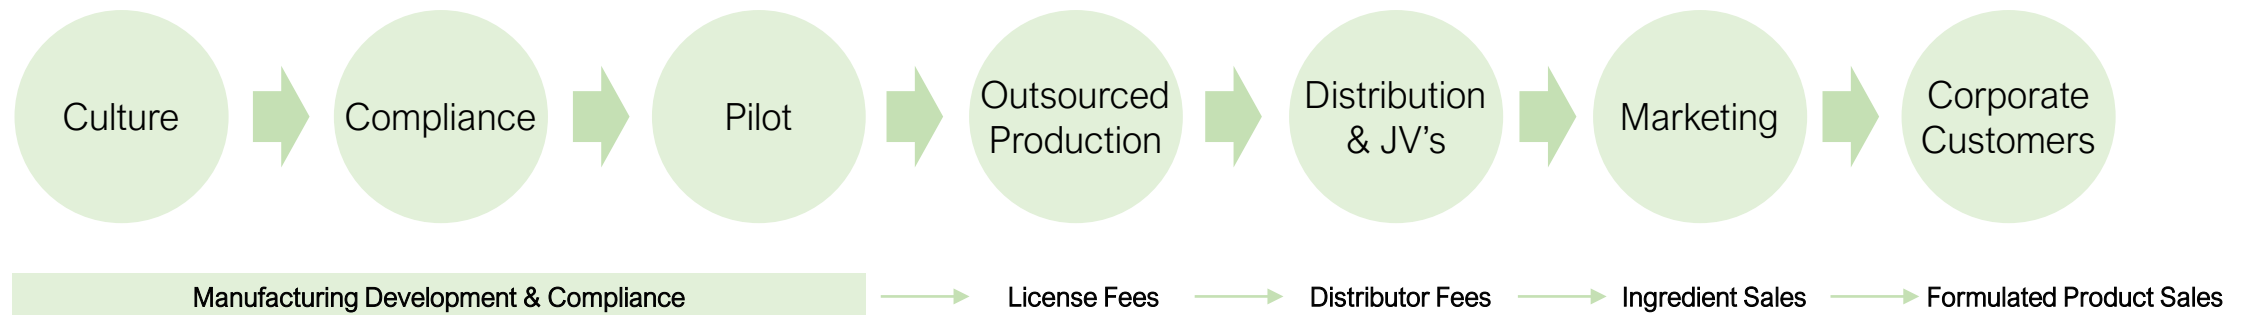 Culture
Compliance
Pilot
Outsourced
Production
Distribution
& JV's
Marketing
Corporate
Customers
Manufacturing Development & Compliance
License Fees
Distributor Fees
Ingredient Sales
Formulated Product Sales